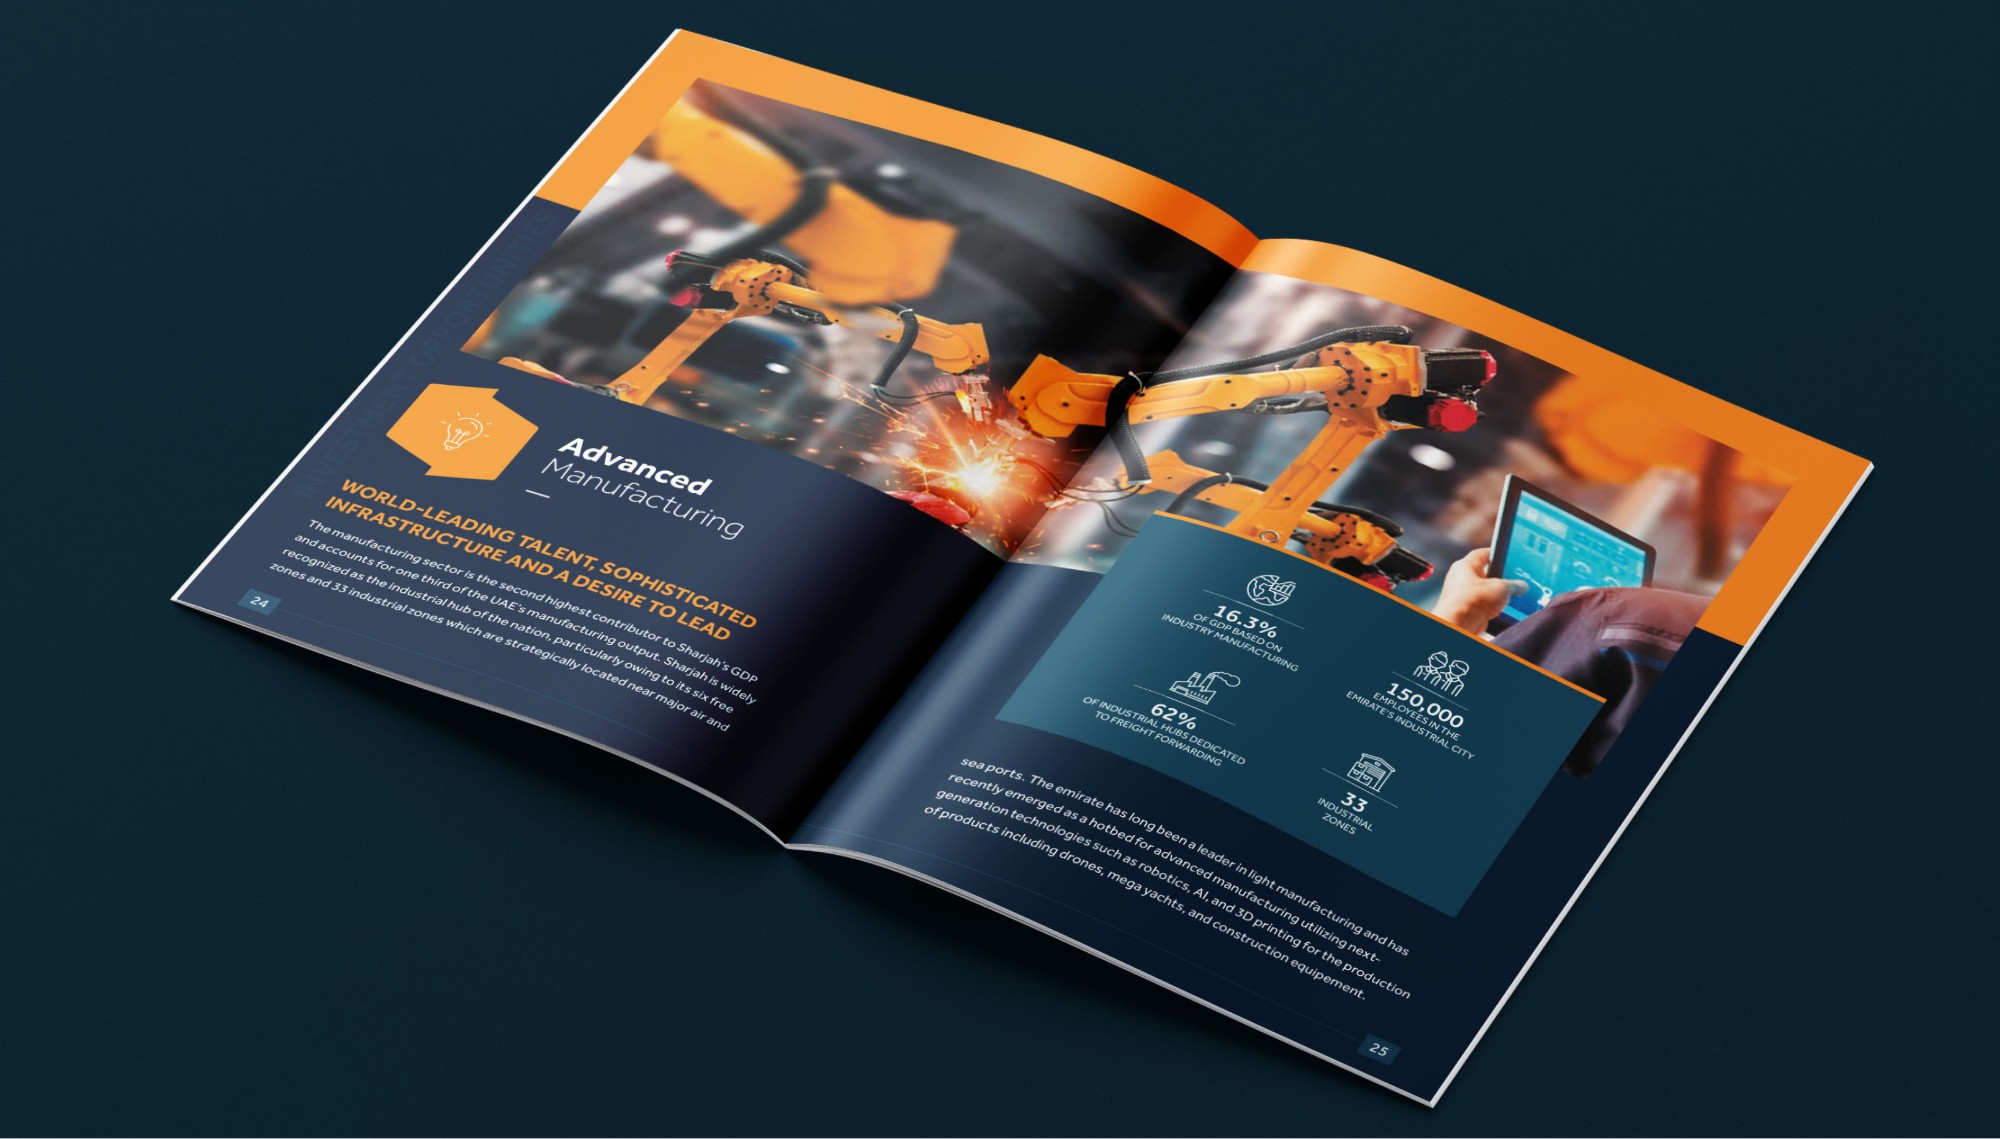 INVESTMENT OPPORTUNITIES
Advanced
Manufacturing
WORLD-LEADING TALENT, SOPHISTICATED
INFRASTRUCTURE AND A DESIRE TO LEAD
The manufacturing sector is the second highest contributor to Sharjah's GDP
and accounts for one third of the UAE's manufacturing output. Sharjah is widely
recognized as the industrial hub of the nation, particularly owing to its six free
zones and 33 industrial zones which are strategically located near major air and
24
16.3%
OF GDP BASED ON
INDUSTRY MANUFACTURING
150,000
EMPLOYEES IN THE
EMIRATE'S INDUSTRIAL CITY
62%
OF INDUSTRIAL HUBS DEDICATED
TO FREIGHT FORWARDING
33
INDUSTRIAL
ZONES
sea ports. The emirate has long been a leader in light manufacturing and has
recently emerged as a hotbed for advanced manufacturing utilizing next-
generation technologies such as robotics, AI, and 3D printing for the production
of products including drones, mega yachts, and construction equipement.
25